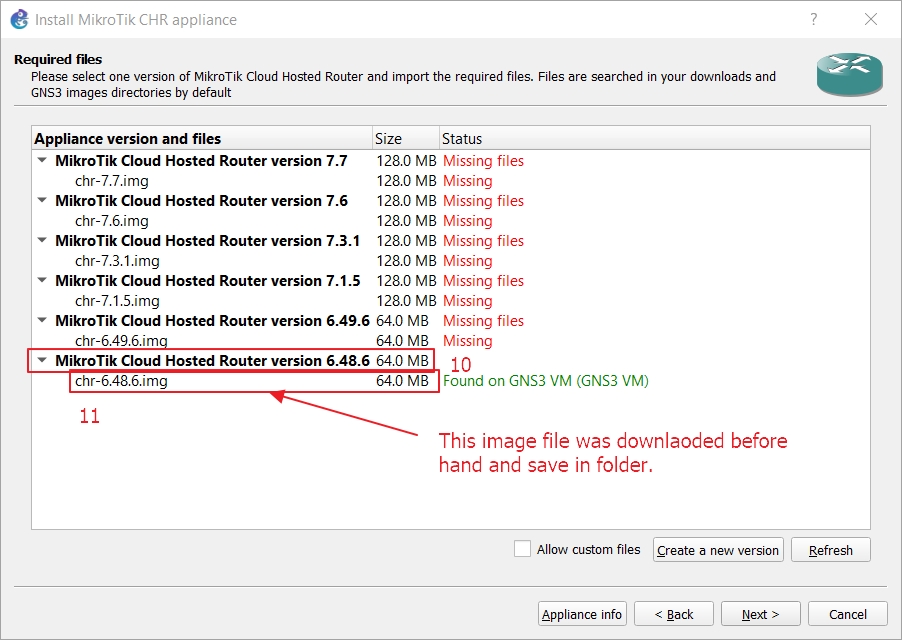 Install MikroTik CHR appliance
?
Required files
Please select one version of MikroTik Cloud Hosted Router and import the required files. Files are searched in your downloads and
GNS3 images directories by default
Appliance version and files Size Status
MikroTik Cloud Hosted Router version 7.7 128.0 MB Missing files
chr-7.7.img 128.0 MB Missing
MikroTik Cloud Hosted Router version 7.6 128.0 MB Missing files
chr-7.6.img 128.0 MB Missing
MikroTik Cloud Hosted Router version 7.3.1 128.0 MB Missing files
chr-7.3.1.img 128.0 MB Missing
MikroTik Cloud Hosted Router version 7.1.5 128.0 MB Missing files
chr-7.1.5.img 128.0 MB Missing
MikroTik Cloud Hosted Router version 6.49.6 64.0 MB Missing files
chr-6.49.6.img 64.0 MB Missing
MikroTik Cloud Hosted Router version 6.48.6 64.0 MB
10
chr-6.48.6.img 64.0 MB Found on GNS3 VM (GNS3 VM)
11
This image file was downlaoded before
hand and save in folder.
Allow custom files Create a new version Refresh
Appliance info < Back Next > Cancel